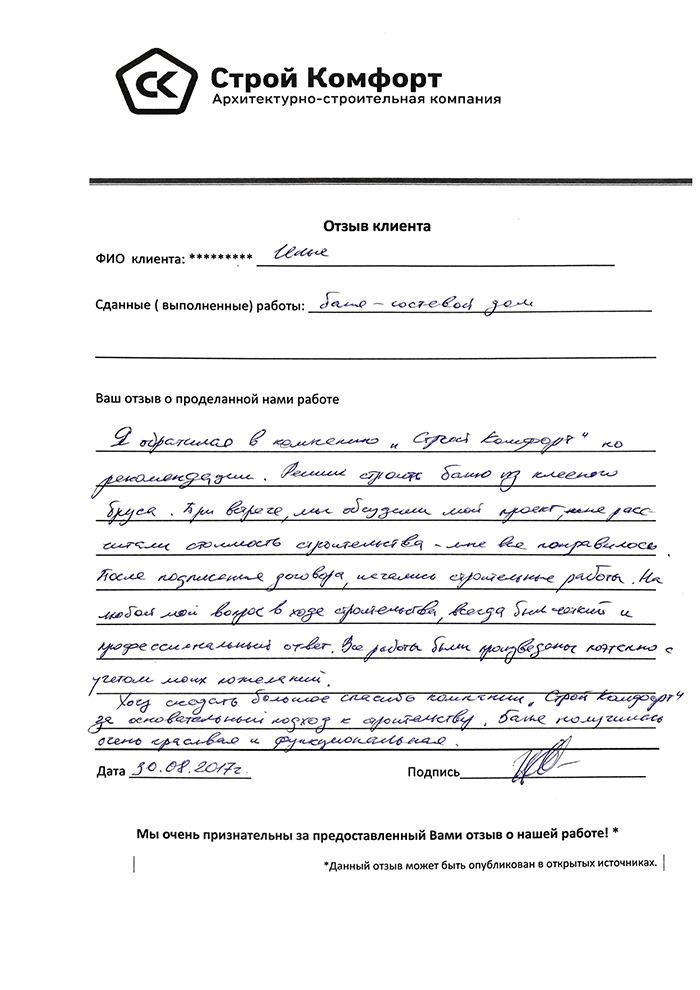 СК
Строй Комфорт
Архитектурно-строительная компания
Отзыв клиента
ФИО клиента: ********* Илья
Сданные ( выполненные) работы: баня – гостевой дом
Ваш отзыв о проделанной нами работе
Я обратилась в компанию „Строй Комфорт" по
рекомендации. Решил строить баню из клееного
бруса. При встрече, мы обсудили мой проект, мне рас-
читали стоимость строительства – мне все понравилось.
После подписания договора, начались строительные работы. На
любой мой вопрос в ходе строительства, всегда был четкий и
профессиональный ответ. Все работы были произведены поэтапно с
учетом моих пожеланий.
Хочу сказать большое спасибо компании „Строй Комфорт"
за основательный подход к строительству. Баня получилась
очень красивая и функциональная.
Дата 30.08.2017г.
Подпись
Мы очень признательны за предоставленный Вами отзыв о нашей работе! *
*Данный отзыв может быть опубликован в открытых источниках.